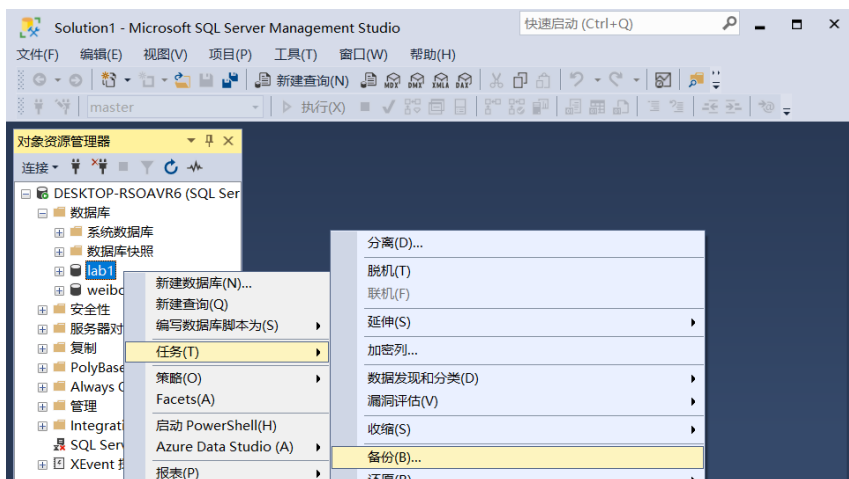 Solution1 - Microsoft SQL Server Management Studio
快速启动 (Ctrl+Q)
文件(F) 编辑(E) 视图(V) 项目(P) 工具(T) 窗口(W) 帮助(H)
新建查询(N) MDX DMX XMLA DAX
master 执行(X)
对象资源管理器
连接
DESKTOP-RSOAVR6 (SQL Ser
数据库
系统数据库
数据库快照
lab1
weibo
安全性
服务器对
复制
PolyBase
Always
管理
Integrati
SQL Serv
XEvent
新建数据库(N)...
新建查询(Q)
编写数据库脚本为(S)
任务(T)
策略(O)
Facets(A)
启动 PowerShell(H)
Azure Data Studio (A)
报表(P)
分离(D)...
脱机(T)
联机(F)
延伸(S)
加密列...
数据发现和分类(D)
漏洞评估(V)
收缩(S)
备份(B)...
还原(R)